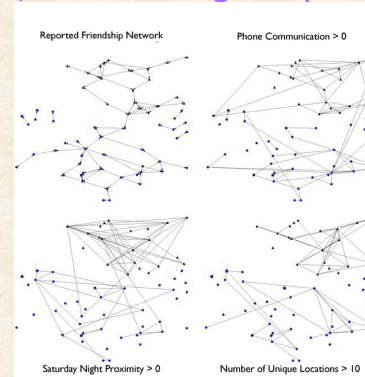 Reported Friendship Network
Phone Communication > 0
Saturday Night Proximity > 0
Number of Unique Locations > 10